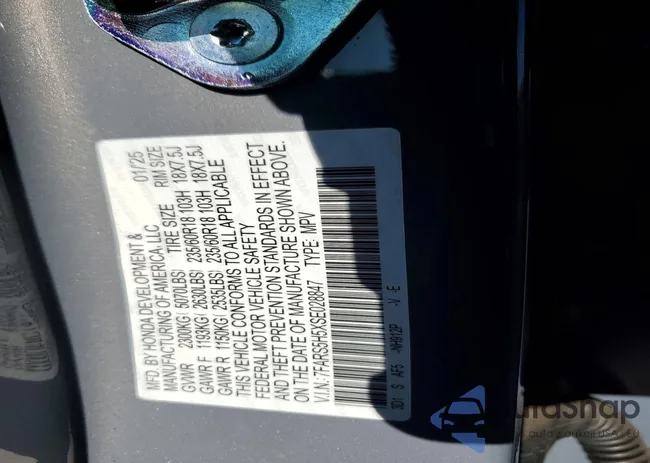 MFD. BY HONDA DEVELOPMENT &
MANUFACTURING OF AMERICA, LLC 01/25
TIRE SIZE RIM SIZE
GVWR 2300KG(5070LBS)
GAWR F 1193KG(2630LBS) 235/60R18 103H 18X7.5J
GAWR R 1150KG(2535LBS) 235/60R18 103H 18X7.5J
THIS VEHICLE CONFORMS TO ALL APPLICABLE
FEDERAL MOTOR VEHICLE SAFETY
AND THEFT PREVENTION STANDARDS IN EFFECT
ON THE DATE OF MANUFACTURE SHOWN ABOVE.
V.I.N.: 7FARS6H5XSE028847 TYPE: MPV
3D1 S AF5 -NH912P -V -E
AutoSnap